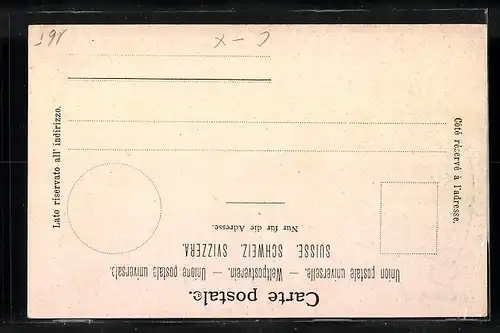 Carte postale.
Union postale universelle. — Weltpostverein. — Unione postale universale.
SUISSE. SCHWEIZ. SVIZZERA.
Nur für die Adresse.
Côté réservé à l'adresse.
Lato riservato all' indirizzo.